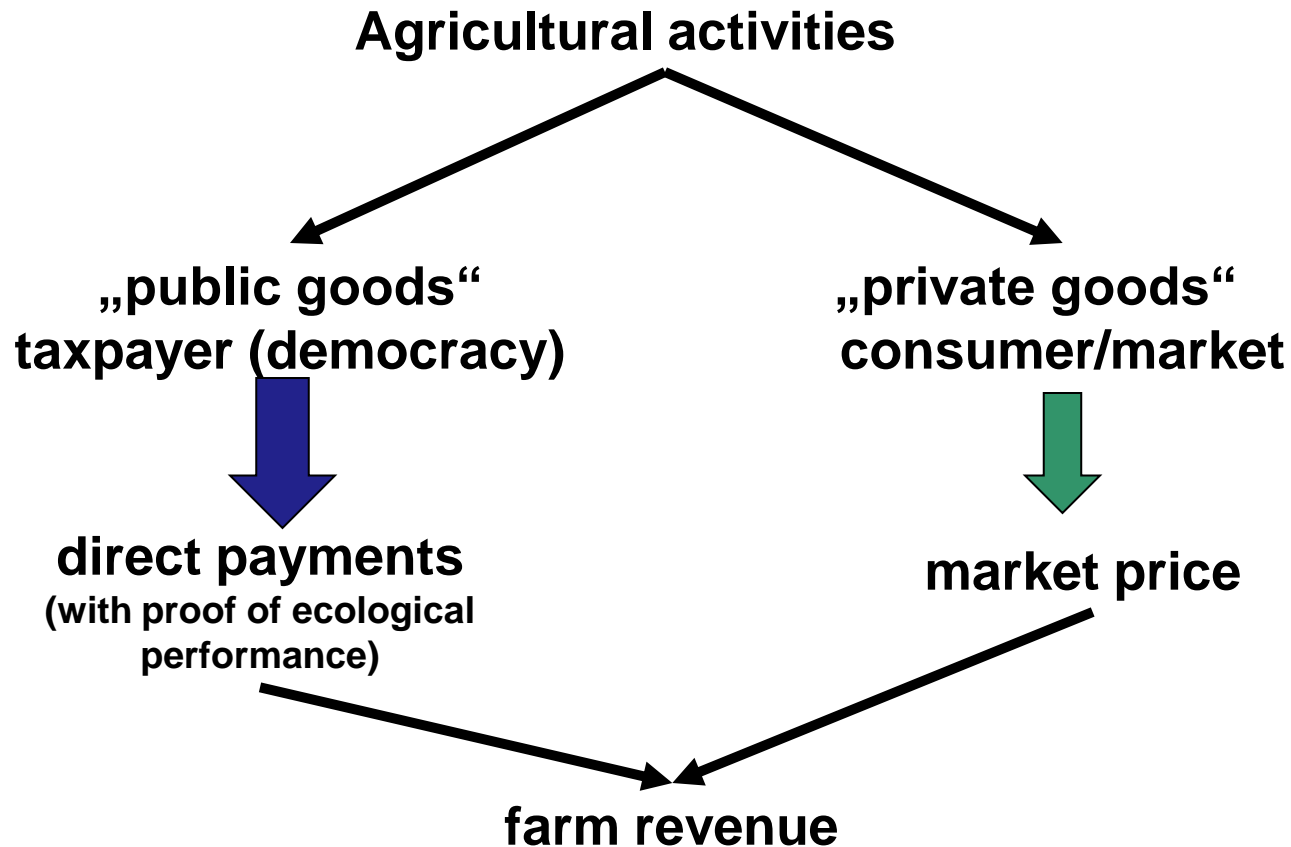 Agricultural activities
„public goods“
taxpayer (democracy)
„private goods“
consumer/market
direct payments
(with proof of ecological
performance)
market price
farm revenue